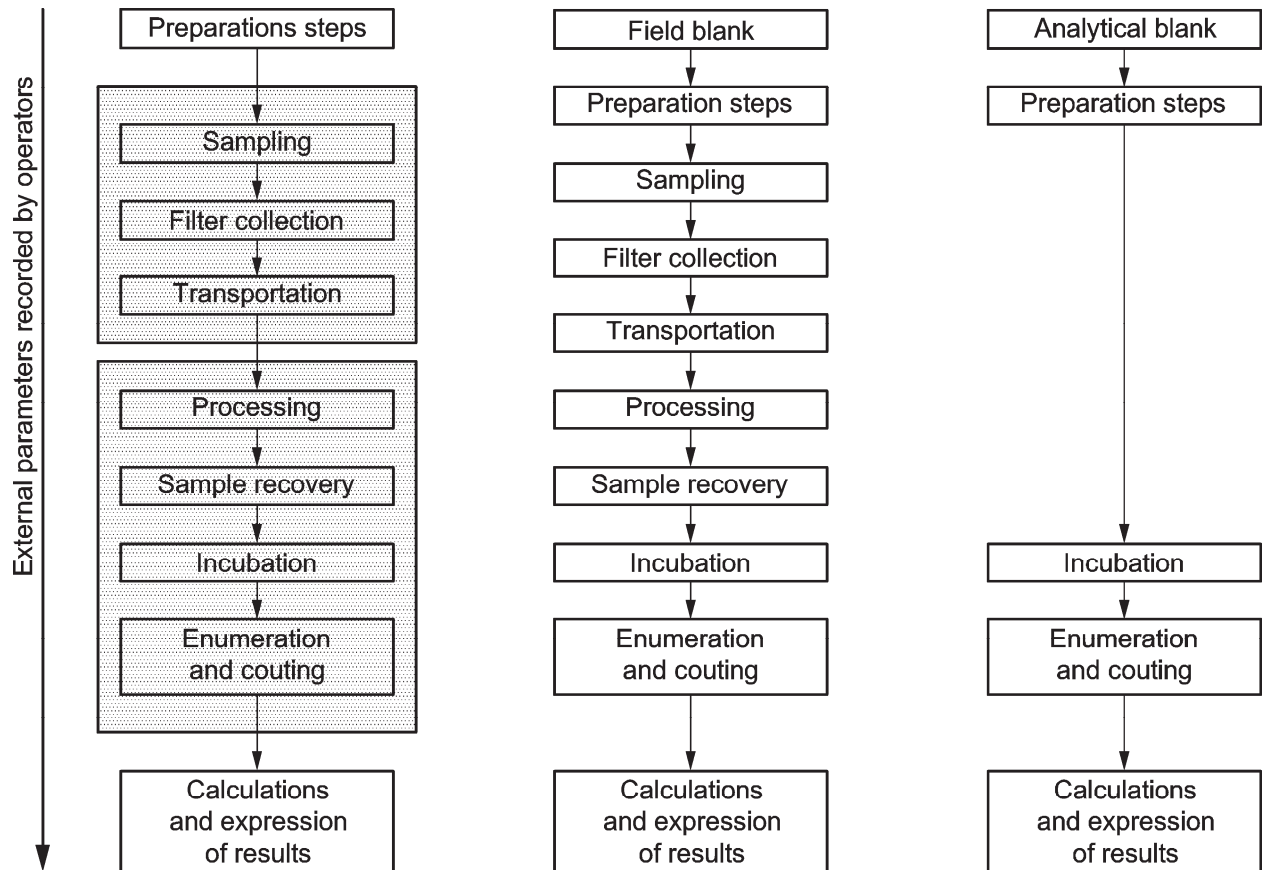 External parameters recorded by operators
Preparations steps
Sampling
Filter collection
Transportation
Processing
Sample recovery
Incubation
Enumeration
and couting
Calculations
and expression
of results
Field blank
Preparation steps
Sampling
Filter collection
Transportation
Processing
Sample recovery
Incubation
Enumeration
and couting
Calculations
and expression
of results
Analytical blank
Preparation steps
Incubation
Enumeration
and couting
Calculations
and expression
of results